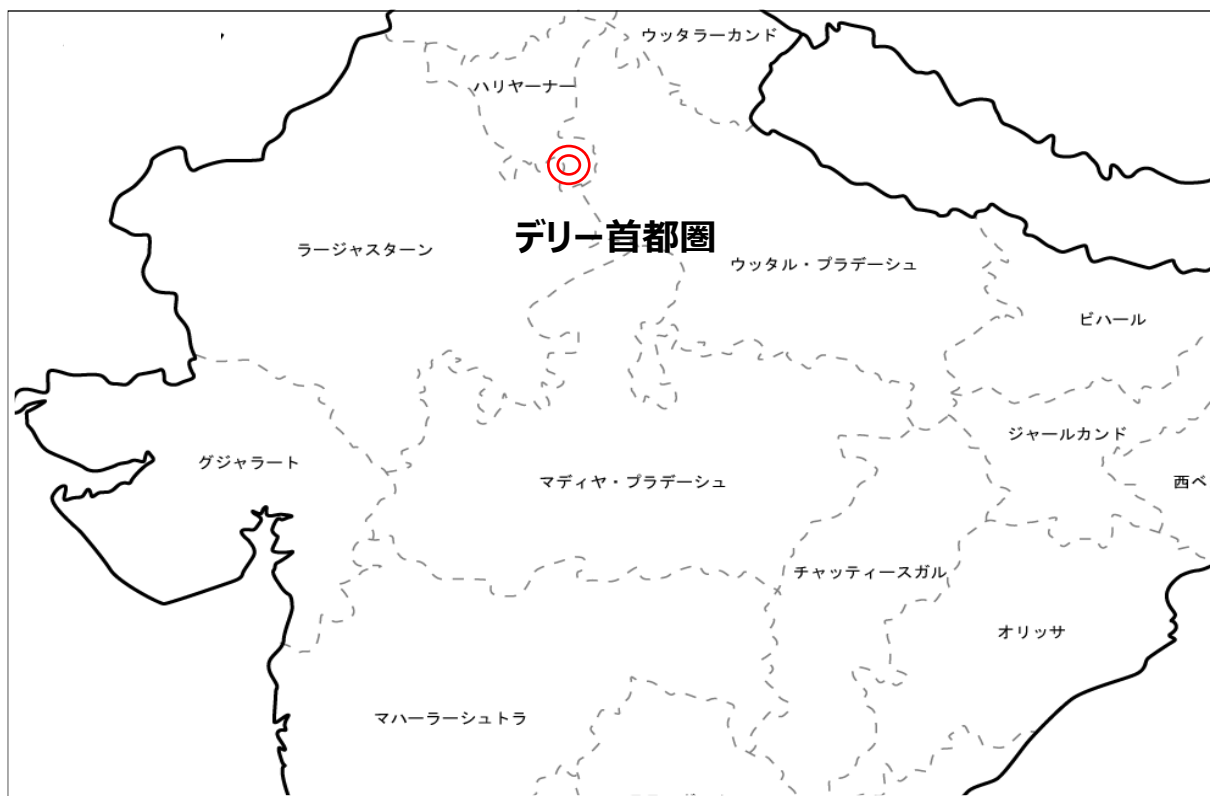 ウッタラーカンド
ハリヤーナー
デリー首都圏
ラージャスターン
ウッタル・プラデーシュ
ビハール
ジャールカンド
グジャラート
マディヤ・プラデーシュ
西ベ
チャッティースガル
オリッサ
マハーラーシュトラ